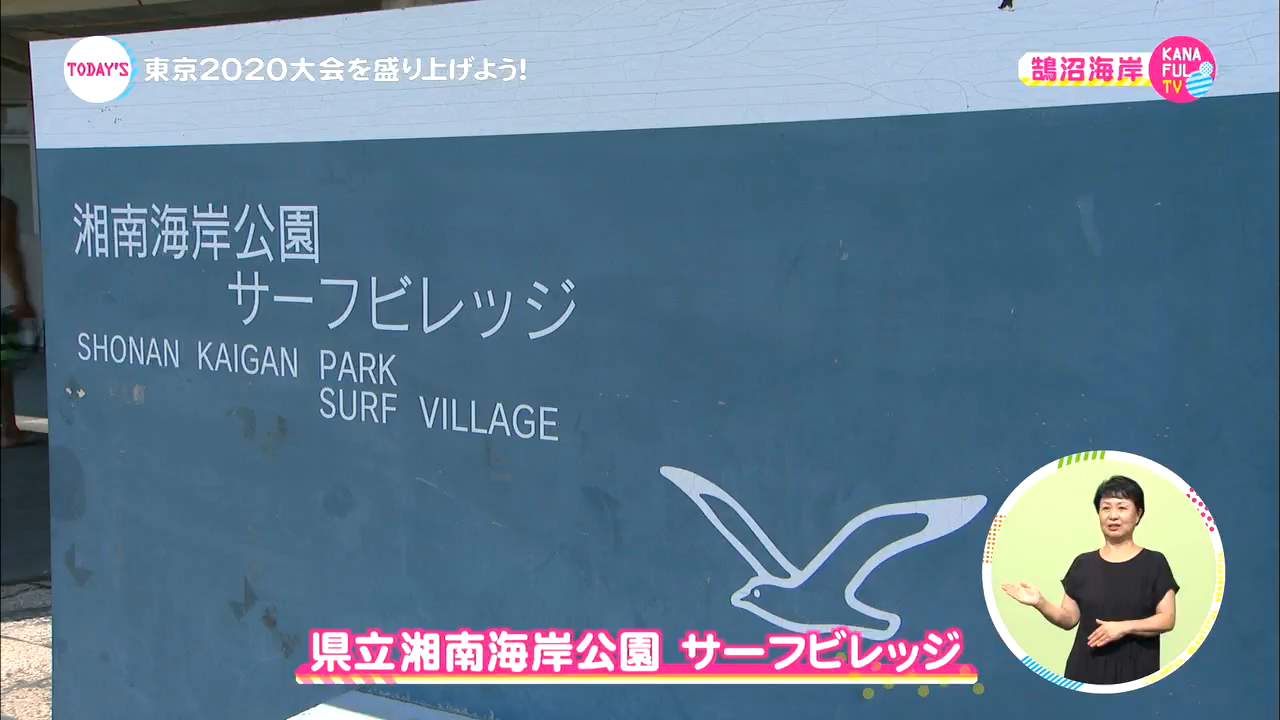 TODAY'S
東京2020大会を盛り上げよう!
鵠沼海岸
KANA
FUL
TV
湘南海岸公園
サーフビレッジ
SHONAN KAIGAN PARK
SURF VILLAGE
県立湘南海岸公園 サーフビレッジ